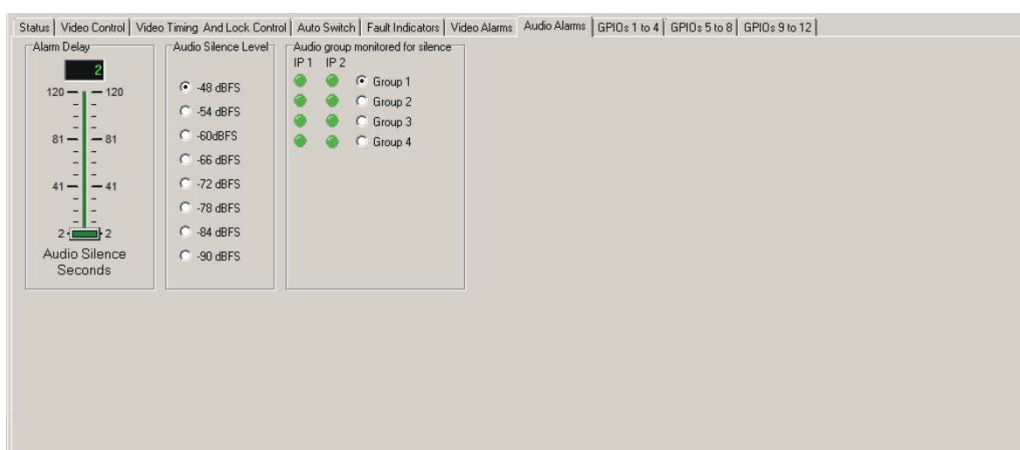 Status Video Control Video Timing And Lock Control Auto Switch Fault Indicators Video Alarms Audio Alarms GPIOs 1 to 4 GPIOs 5 to 8 GPIOs 9 to 12
Alarm Delay
2
120 120
81 81
41 41
2 2
Audio Silence
Seconds
Audio Silence Level
-48 dBFS
-54 dBFS
-60dBFS
-66 dBFS
-72 dBFS
-78 dBFS
-84 dBFS
-90 dBFS
Audio group monitored for silence
IP 1 IP 2
Group 1
Group 2
Group 3
Group 4